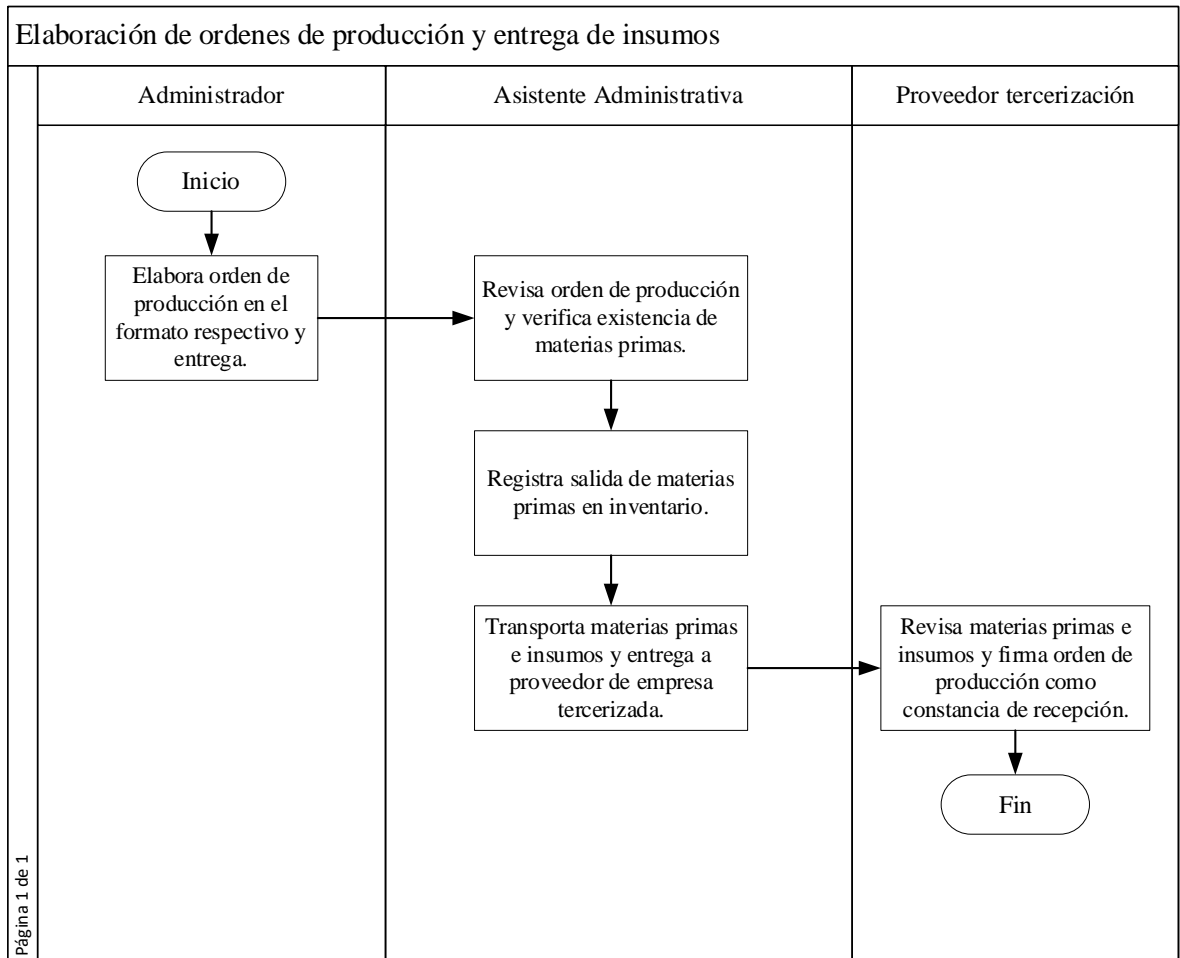 Elaboración de ordenes de producción y entrega de insumos
Administrador
Asistente Administrativa
Proveedor tercerización
Inicio
Elabora orden de
producción en el
formato respectivo y
entrega.
Revisa orden de producción
y verifica existencia de
materias primas.
Registra salida de materias
primas en inventario.
Transporta materias primas
e insumos y entrega a
proveedor de empresa
tercerizada.
Revisa materias primas e
insumos y firma orden de
producción como
constancia de recepción.
Fin
Página 1 de 1